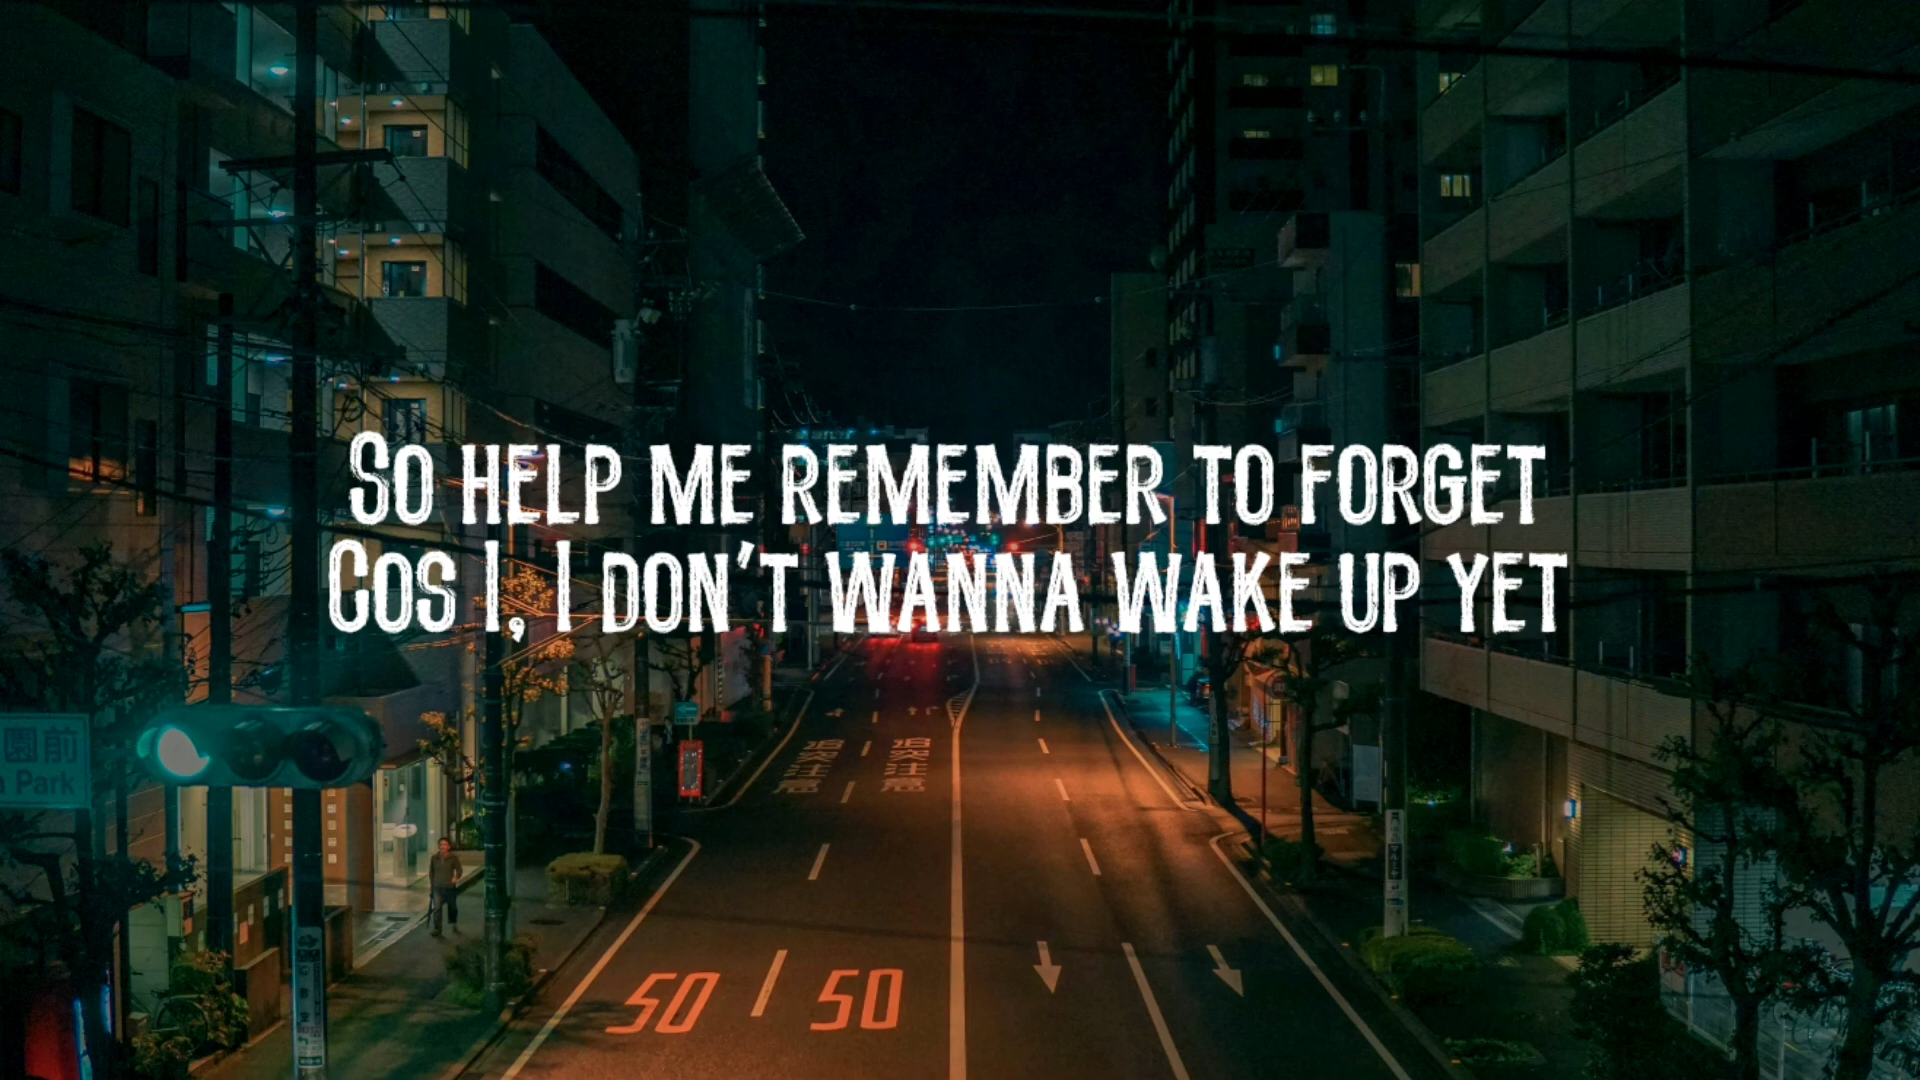 So help me remember to forget
Cos I, I don't wanna wake up yet
園前
n Park
50 50